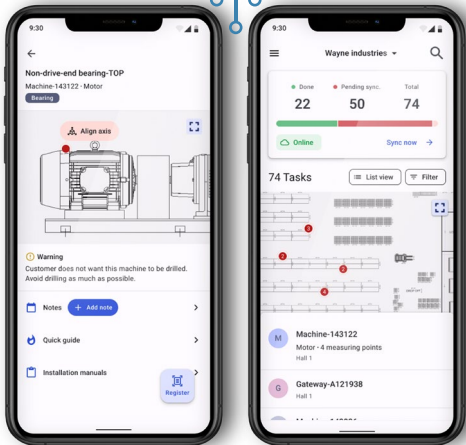 9:30
Non-drive-end bearing-TOP
Machine-143122 · Motor
Bearing
Align axis
Warning
Customer does not want this machine to be drilled.
Avoid drilling as much as possible.
Notes
+ Add note
Quick guide
Installation manuals
Register
9:30
Wayne industries
Done
Pending sync.
Total
22
50
74
Online
Sync now
74 Tasks
List view
Filter
3
2
4
M
Machine-143122
Motor - 4 measuring points
Hall 1
G
Gateway-A121938
Hall 1